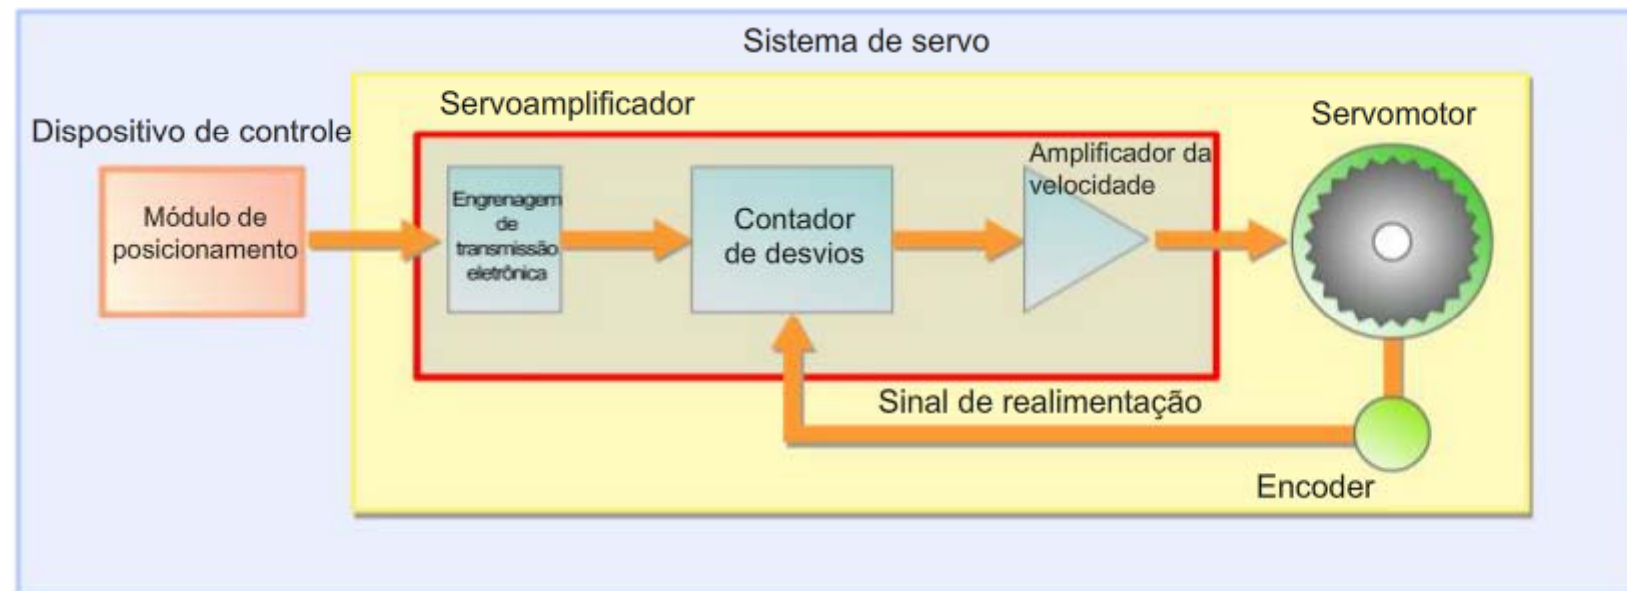 Sistema de servo
Servoamplificador
Servomotor
Dispositivo de controle
Módulo de
posicionamento
Engrenagem
de
transmissão
eletrônica
Contador
de desvios
Amplificador da
velocidade
Sinal de realimentação
Encoder